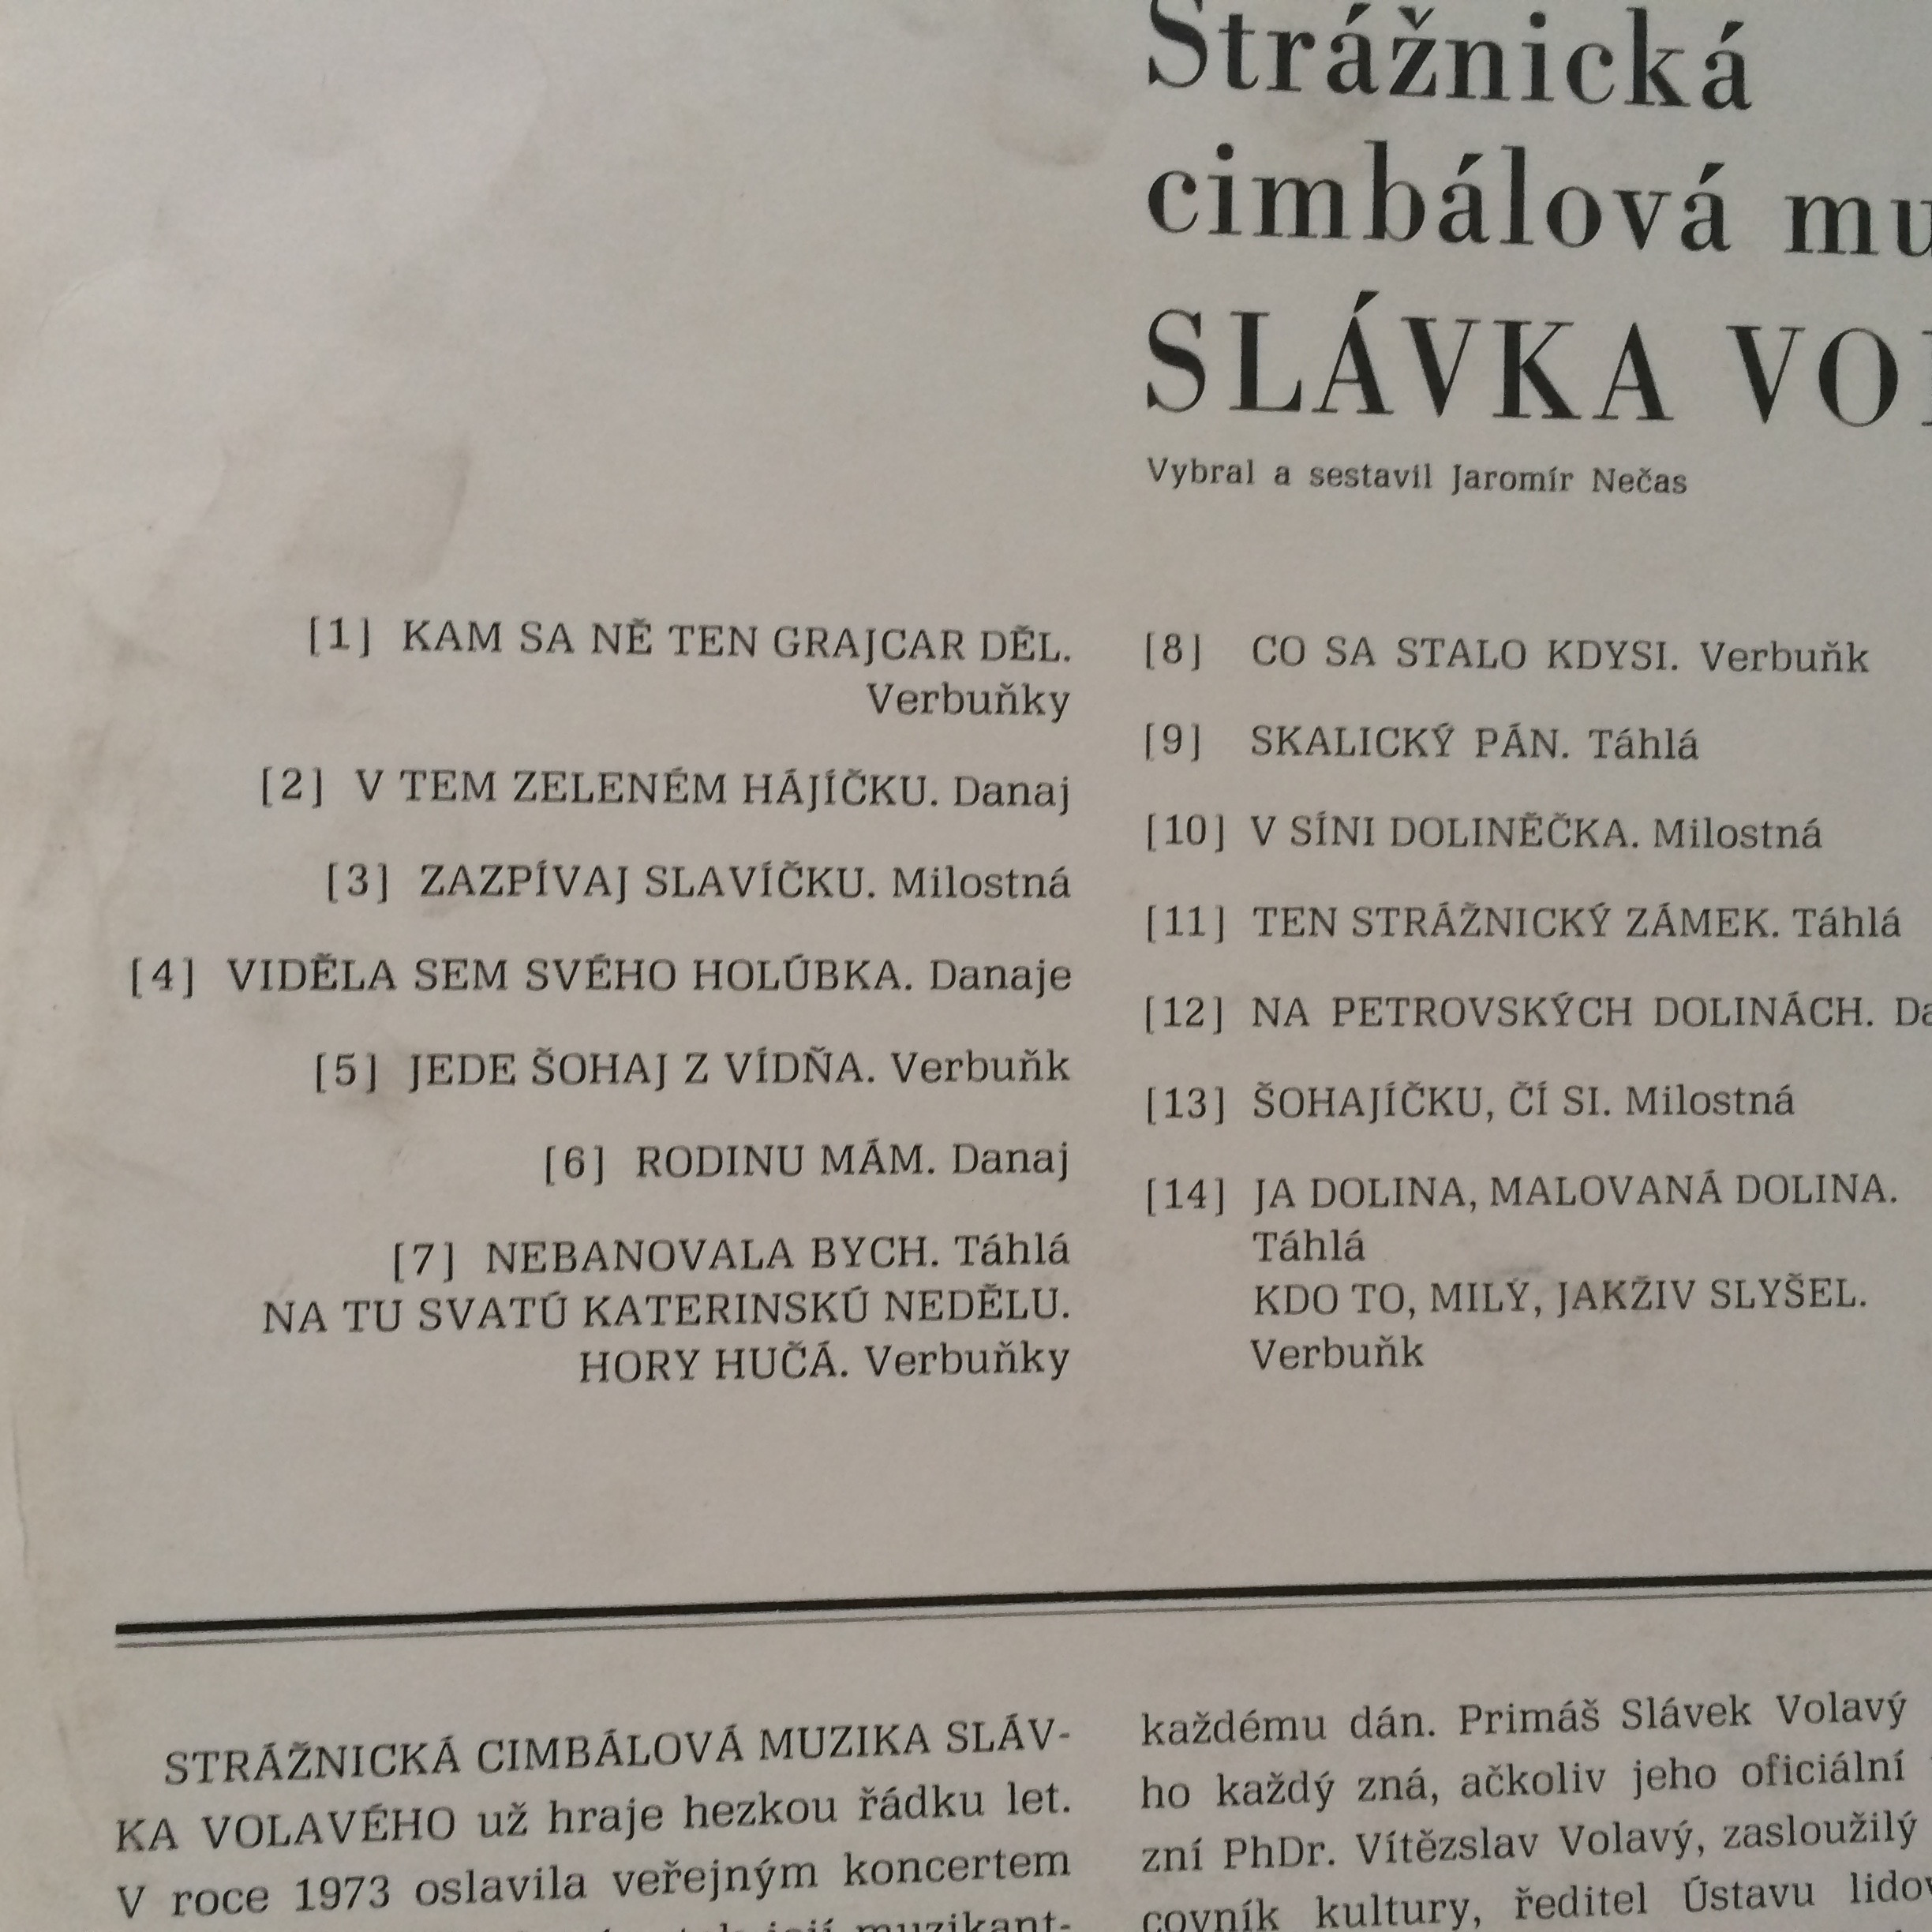 Strážnická
cimbálová
SLÁVKA
Vybral a sestavil Jaromír Nečas
[1] KAM SA NĚ TEN GRAJCAR DĚL.
Verbuňky
[2] V TEM ZELENÉM HÁJÍČKU. Danaj
[3] ZAZPÍVAJ SLAVÍČKU. Milostná
[4] VIDĚLA SEM SVÉHO HOLÚBKA. Danaje
[5] JEDE ŠOHAJ Z VÍDŇA. Verbuňk
[6] RODINU MÁM. Danaj
[7] NEBANOVALA BYCH. Táhlá
NA TU SVATÚ KATERINSKÚ NEDĚLU.
HORY HUČÁ. Verbuňky
[8] CO SA STALO KDYSI. Verbuňk
[9] SKALICKÝ PÁN. Táhlá
[10] V SÍNI DOLINĚČKA. Milostná
[11] TEN STRÁŽNICKÝ ZÁMEK. Táhlá
[12] NA PETROVSKÝCH DOLINÁCH.
[13] ŠOHAJÍČKU, ČÍ SI. Milostná
[14] JA DOLINA, MALOVANÁ DOLINA.
Táhlá
KDO TO, MILÝ, JAKŽIV SLYŠEL.
Verbuňk
STRÁŽNICKÁ CIMBÁLOVÁ MUZIKA SLÁV-
KA VOLAVÉHO už hraje hezkou řádku let.
V roce 1973 oslavila veřejným koncertem
její muzikant-
každému dán. Primáš Slávek Volavý
ho každý zná, ačkoliv jeho oficiální
zní PhDr. Vítězslav Volavý, zasloužilý
covník kultury, ředitel Ústavu